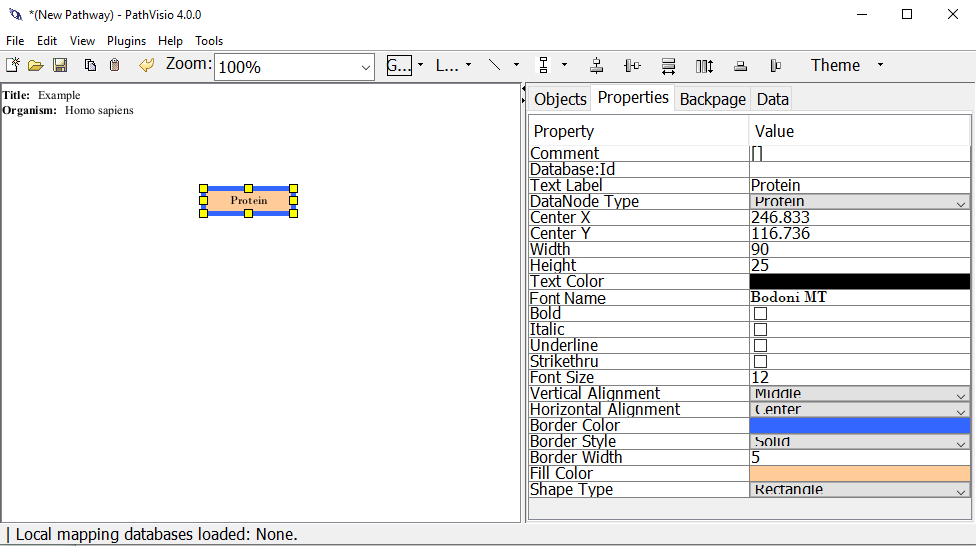 *(New Pathway) - PathVisio 4.0.0
File Edit View Plugins Help Tools
Zoom: 100% G... L... Theme
Title: Example
Organism: Homo sapiens
Protein
Objects Properties Backpage Data
Property Value
Comment []
Database:Id
Text Label Protein
DataNode Type Protein
Center X 246.833
Center Y 116.736
Width 90
Height 25
Text Color
Font Name Bodoni MT
Bold
Italic
Underline
Strikethru
Font Size 12
Vertical Alignment Middle
Horizontal Alignment Center
Border Color
Border Style Solid
Border Width 5
Fill Color
Shape Type Rectangle
| Local mapping databases loaded: None.